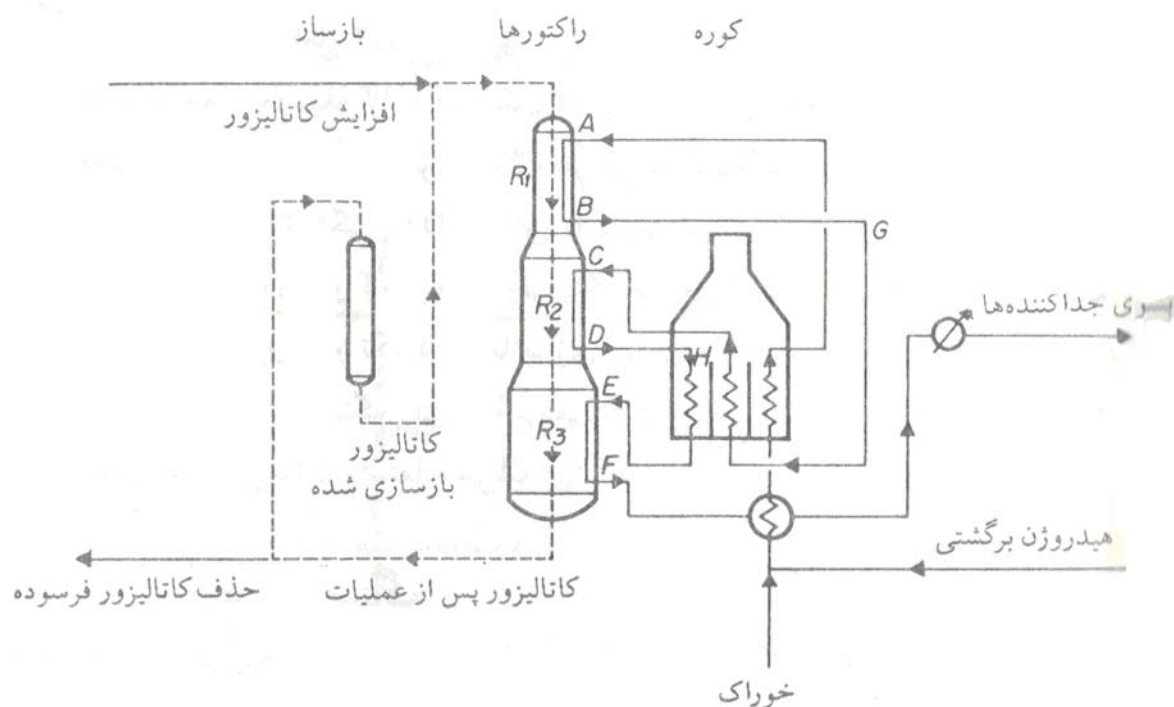 بازساز
راکتورها
کوره
افزایش کاتالیزور
A
R1
B
G
C
R2
D
H
ری جداکننده‌ها
E
R3
F
کاتالیزور
بازسازی شده
هیدروژن برگشتی
حذف کاتالیزور فرسوده
کاتالیزور پس از عملیات
خوراک